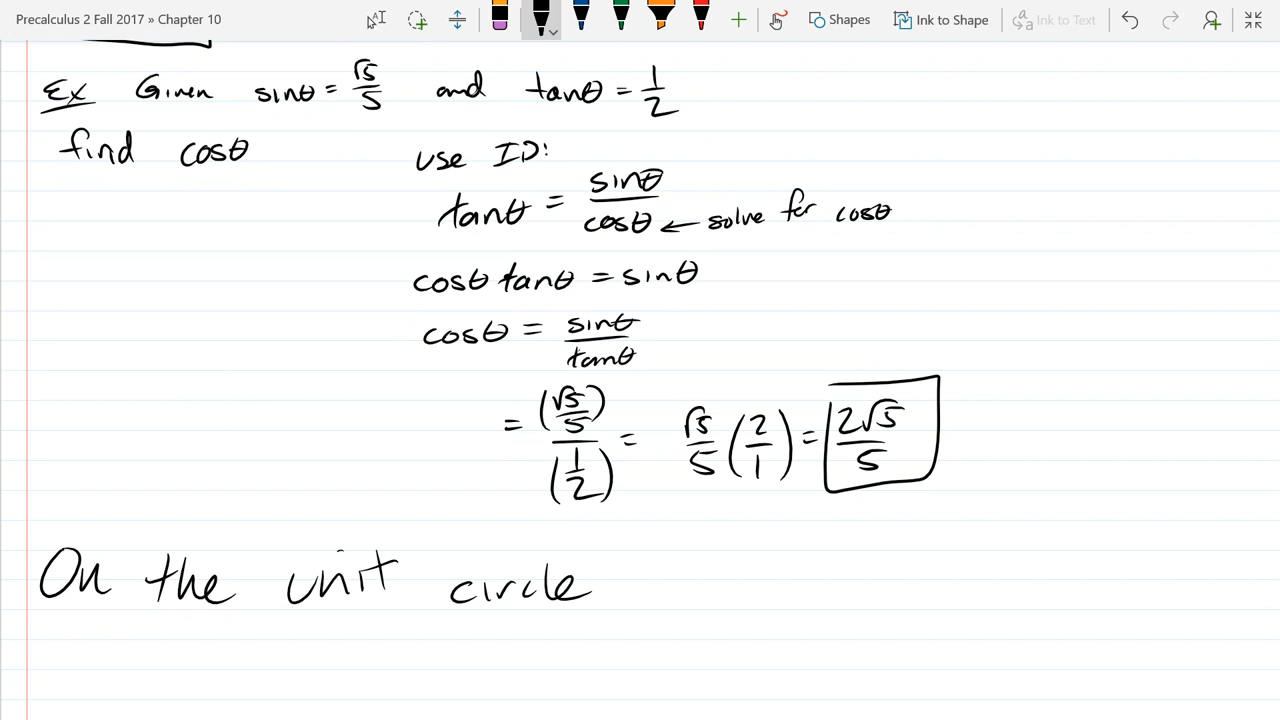 Precalculus 2 Fall 2017 » Chapter 10
Shapes
Ink to Shape
Ink to Text
Ex Given sinθ = √5/5 and tanθ = 1/2
find cosθ
use ID:
tanθ = sinθ/cosθ ← solve for cosθ
cosθ tanθ = sinθ
cosθ = sinθ/tanθ
= (√5/5)/(1/2) = √5/5 (2/1) = 2√5/5
On the unit circle